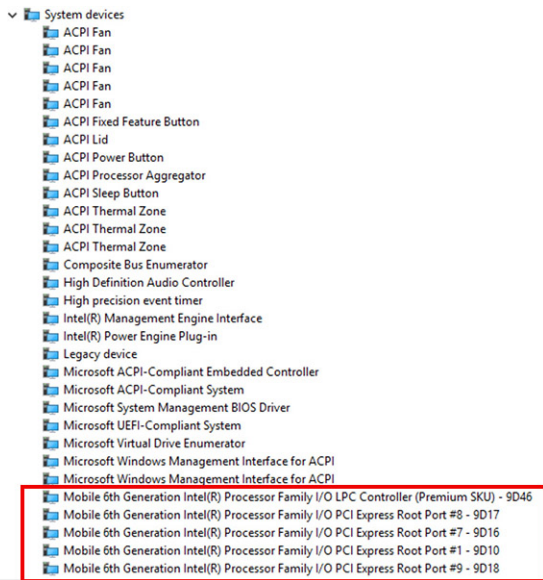 System devices
ACPI Fan
ACPI Fan
ACPI Fan
ACPI Fan
ACPI Fan
ACPI Fixed Feature Button
ACPI Lid
ACPI Power Button
ACPI Processor Aggregator
ACPI Sleep Button
ACPI Thermal Zone
ACPI Thermal Zone
ACPI Thermal Zone
Composite Bus Enumerator
High Definition Audio Controller
High precision event timer
Intel(R) Management Engine Interface
Intel(R) Power Engine Plug-in
Legacy device
Microsoft ACPI-Compliant Embedded Controller
Microsoft ACPI-Compliant System
Microsoft System Management BIOS Driver
Microsoft UEFI-Compliant System
Microsoft Virtual Drive Enumerator
Microsoft Windows Management Interface for ACPI
Microsoft Windows Management Interface for ACPI
Mobile 6th Generation Intel(R) Processor Family I/O LPC Controller (Premium SKU) - 9D46
Mobile 6th Generation Intel(R) Processor Family I/O PCI Express Root Port #8 - 9D17
Mobile 6th Generation Intel(R) Processor Family I/O PCI Express Root Port #7 - 9D16
Mobile 6th Generation Intel(R) Processor Family I/O PCI Express Root Port #1 - 9D10
Mobile 6th Generation Intel(R) Processor Family I/O PCI Express Root Port #9 - 9D18